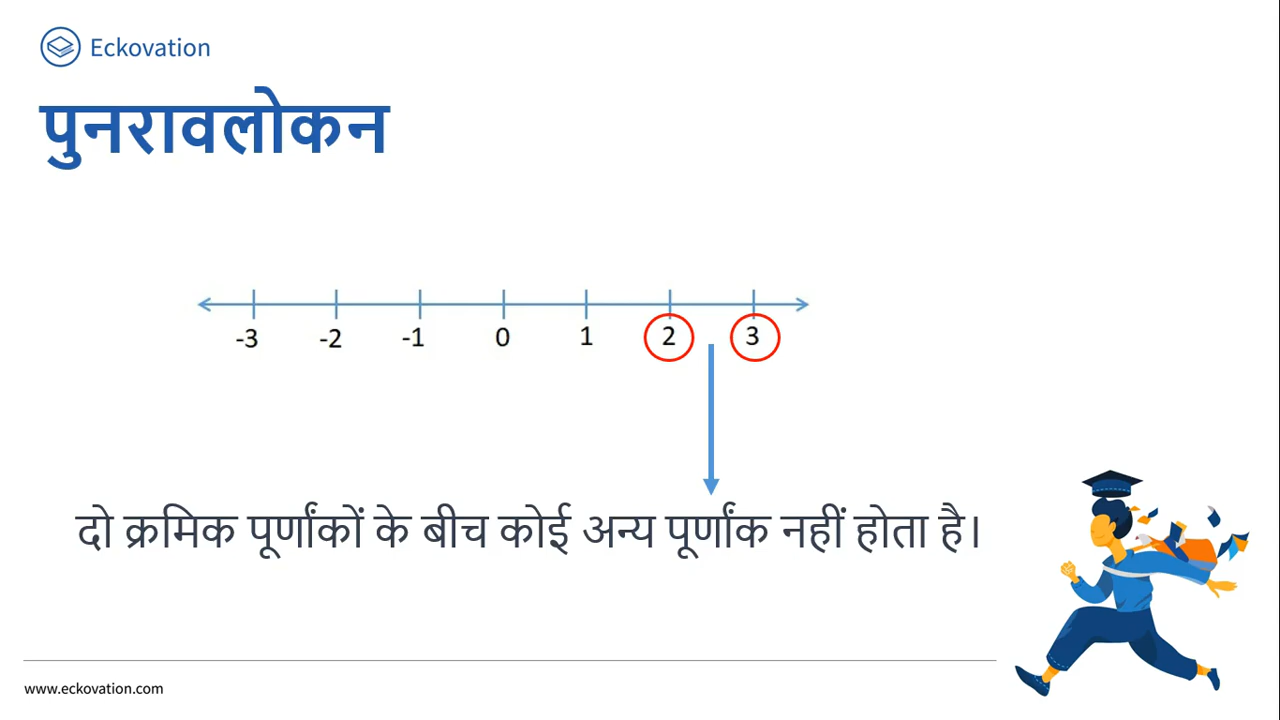 Eckovation
पुनरावलोकन
-3 -2 -1 0 1 2 3
दो क्रमिक पूर्णांकों के बीच कोई अन्य पूर्णांक नहीं होता है।
www.eckovation.com